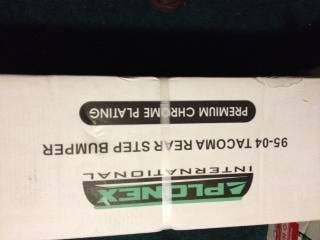 APLONEX
INTERNATIONAL
95-04 TACOMA REAR STEP BUMPER
PREMIUM CHROME PLATING